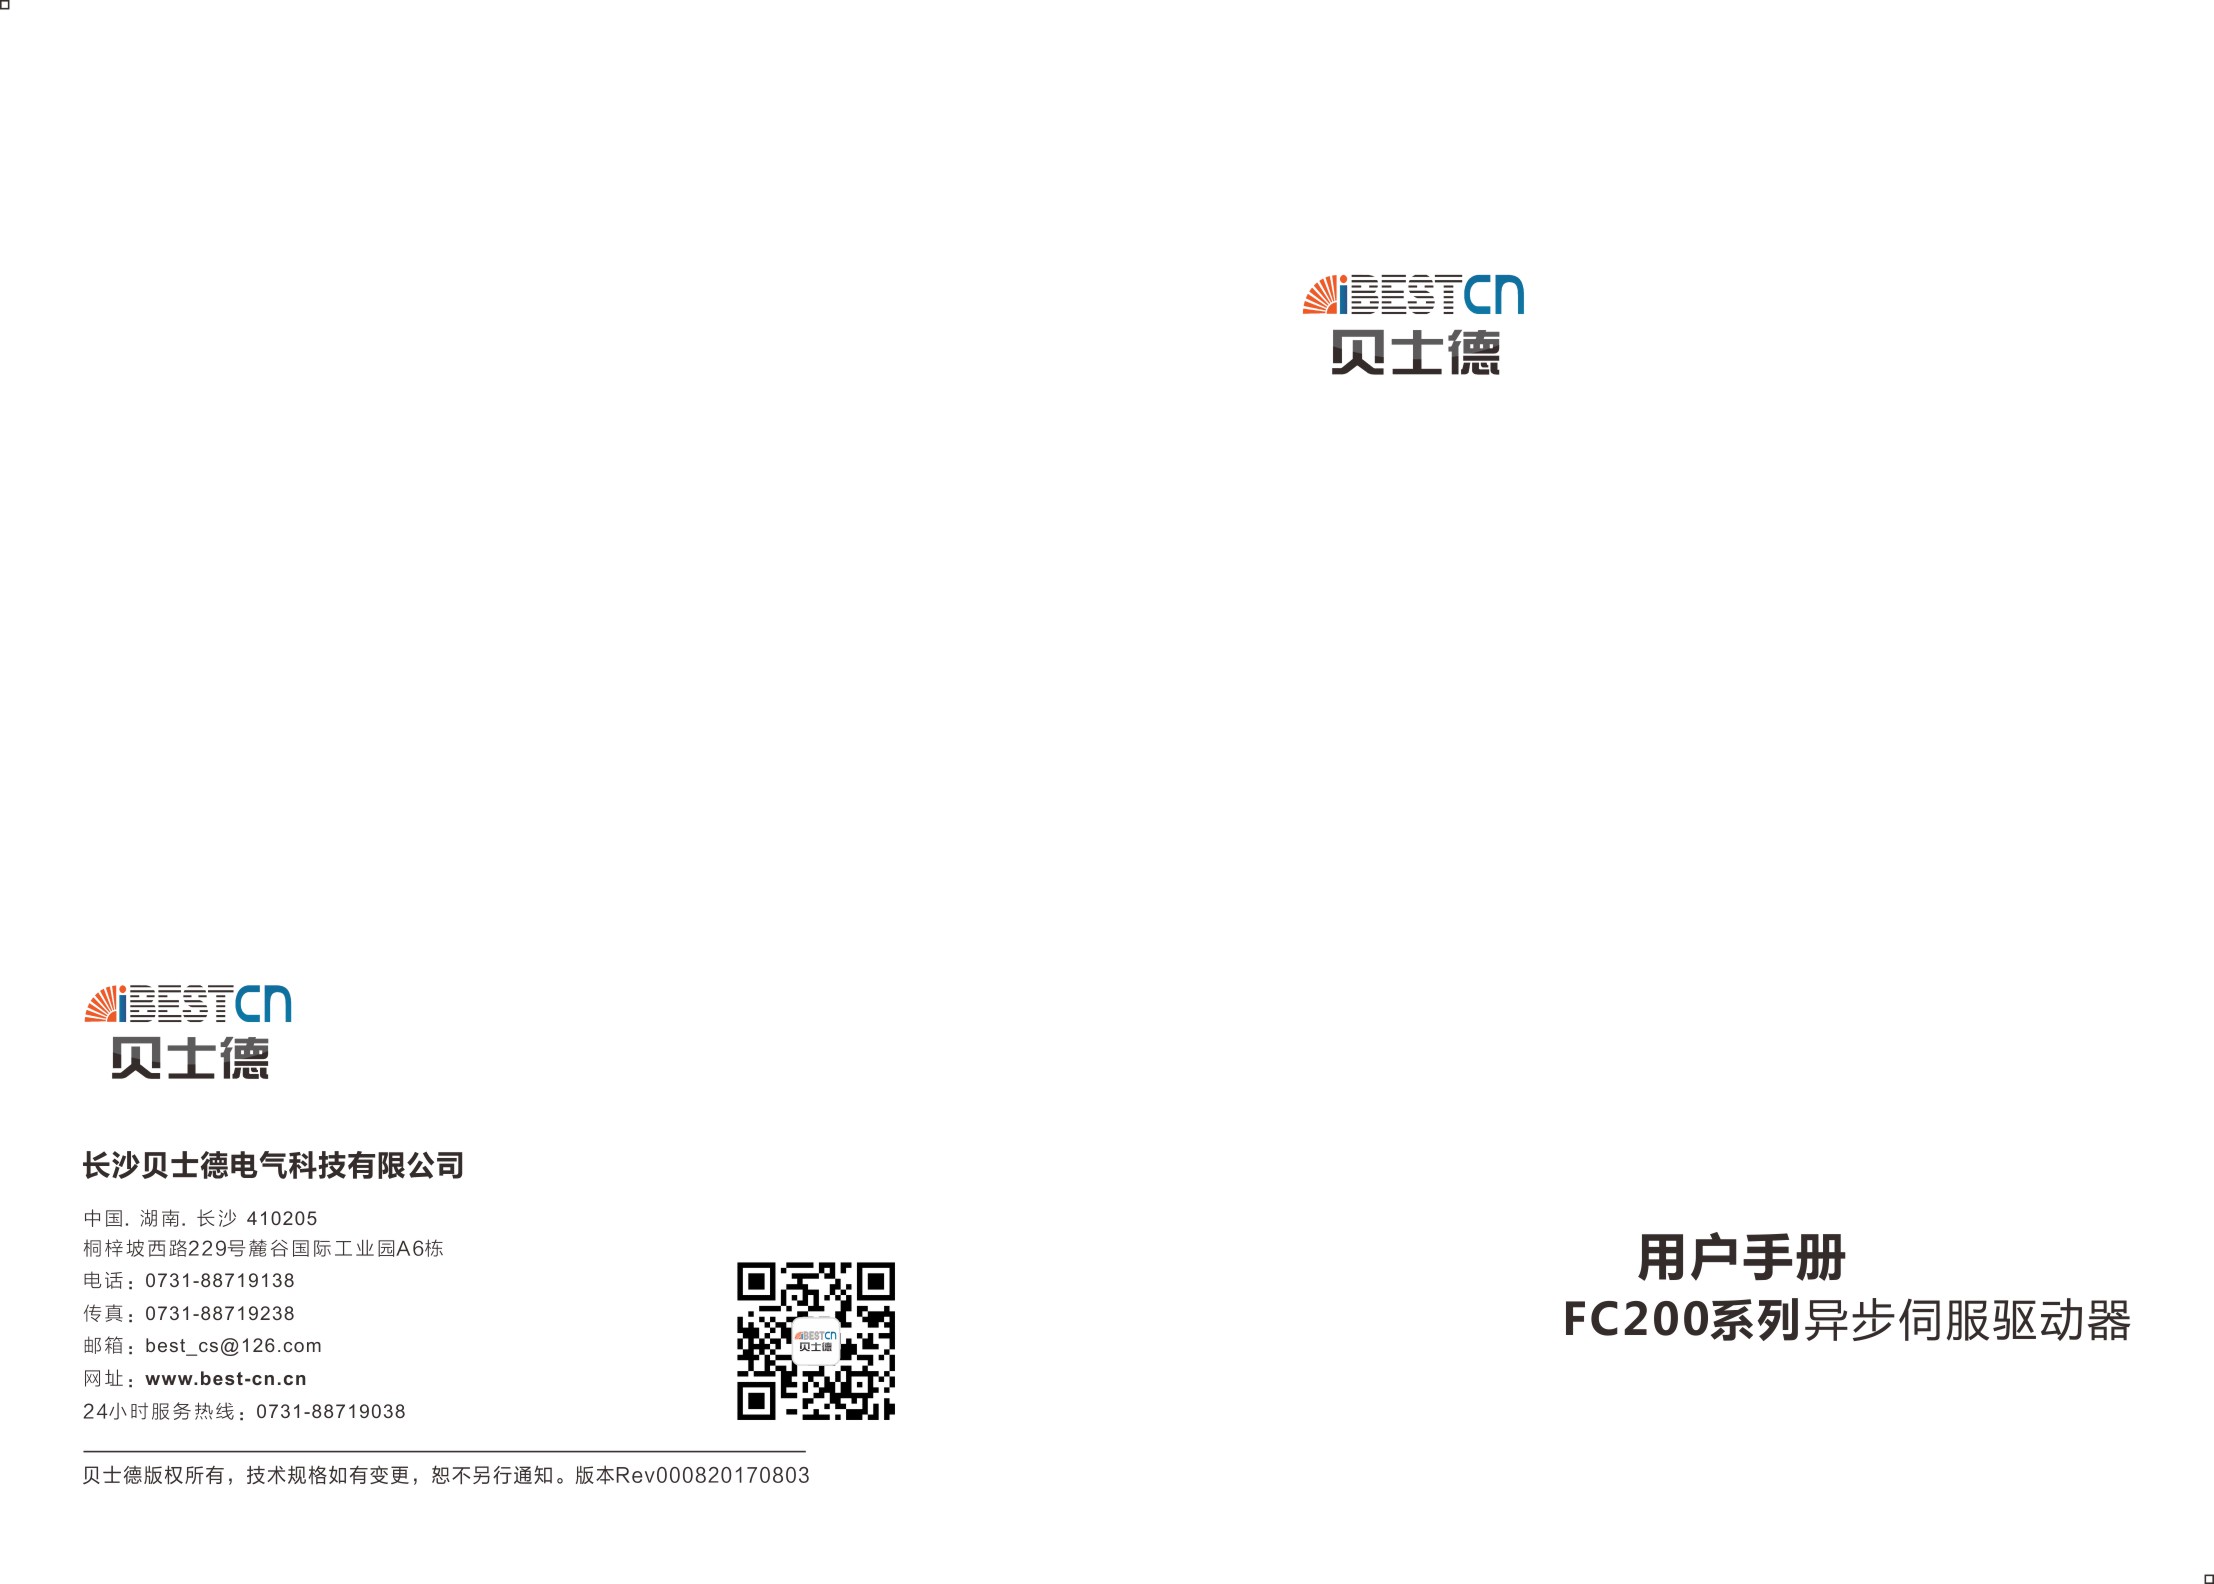 iBESTCN
贝士德
长沙贝士德电气科技有限公司
中国. 湖南. 长沙 410205
桐梓坡西路229号麓谷国际工业园A6栋
电话：0731-88719138
传真：0731-88719238
邮箱：best_cs@126.com
网址：www.best-cn.cn
24小时服务热线：0731-88719038
iBESTCN
贝士德
贝士德版权所有，技术规格如有变更，恕不另行通知。版本Rev000820170803
iBESTCN
贝士德
用户手册
FC200系列异步伺服驱动器